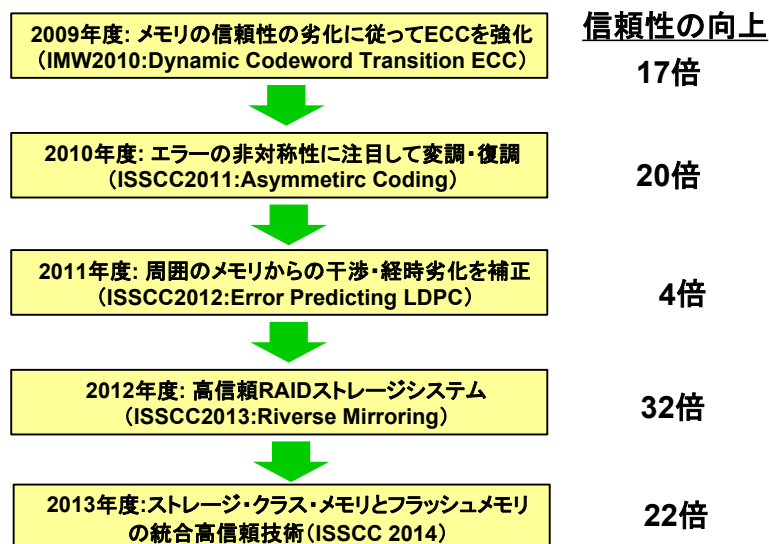 信頼性の向上
2009年度: メモリの信頼性の劣化に従ってECCを強化
(IMW2010:Dynamic Codeword Transition ECC)
17倍
2010年度: エラーの非対称性に注目して変調・復調
(ISSCC2011:Asymmetirc Coding)
20倍
2011年度: 周囲のメモリからの干渉・経時劣化を補正
(ISSCC2012:Error Predicting LDPC)
4倍
2012年度: 高信頼RAIDストレージシステム
(ISSCC2013:Riverse Mirroring)
32倍
2013年度:ストレージ・クラス・メモリとフラッシュメモリ
の統合高信頼技術(ISSCC 2014)
22倍